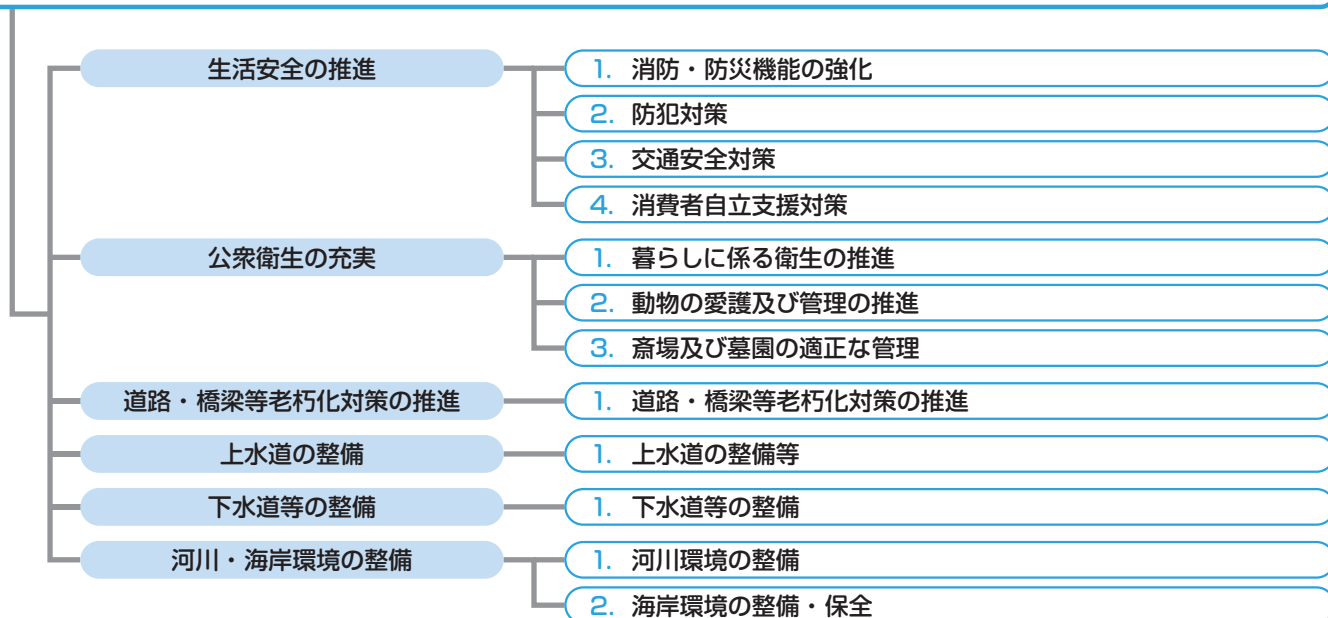 生活安全の推進
1. 消防・防災機能の強化
2. 防犯対策
3. 交通安全対策
4. 消費者自立支援対策
公衆衛生の充実
1. 暮らしに係る衛生の推進
2. 動物の愛護及び管理の推進
3. 斎場及び墓園の適正な管理
道路・橋梁等老朽化対策の推進
1. 道路・橋梁等老朽化対策の推進
上水道の整備
1. 上水道の整備等
下水道等の整備
1. 下水道等の整備
河川・海岸環境の整備
1. 河川環境の整備
2. 海岸環境の整備・保全